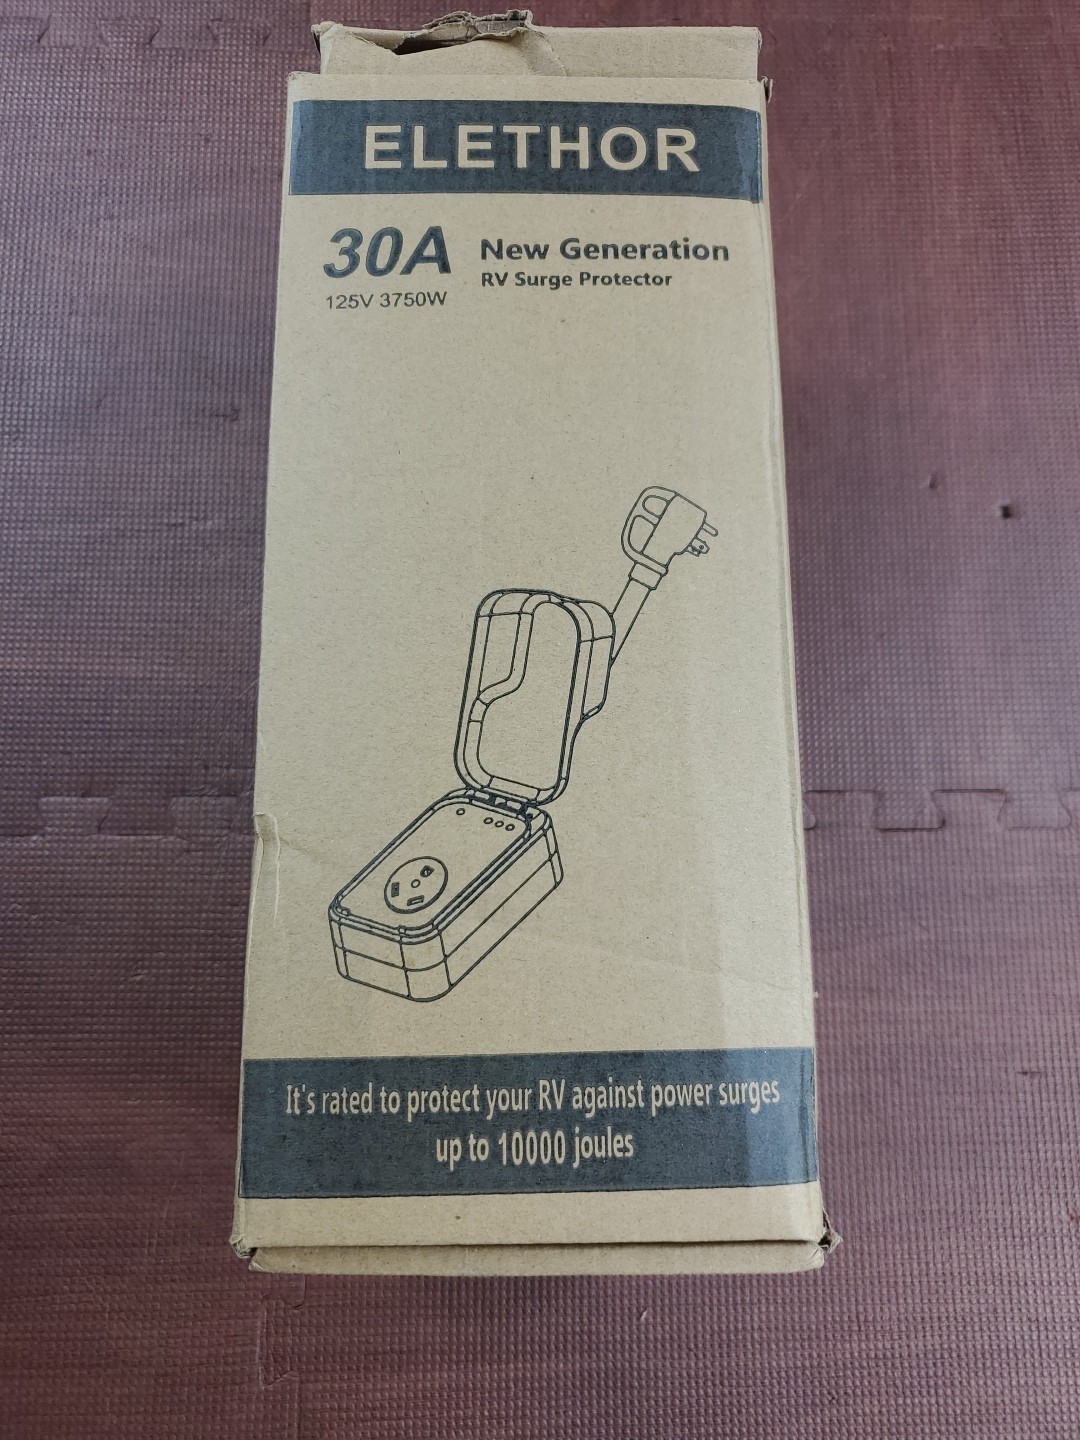 ELETHOR
30A
125V 3750W
New Generation
RV Surge Protector
It's rated to protect your RV against power surges
up to 10000 joules